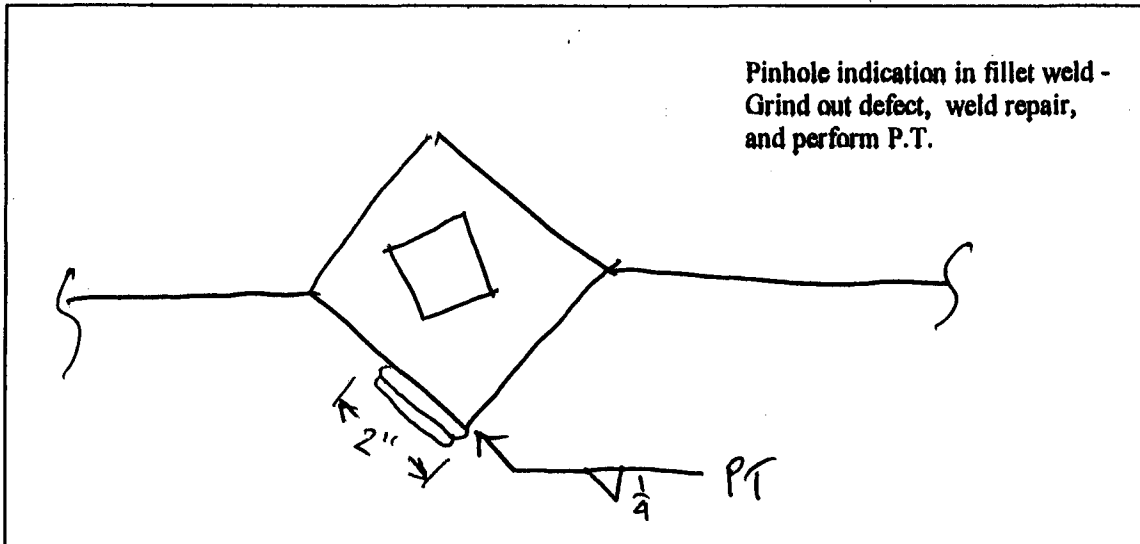 Pinhole indication in fillet weld -
Grind out defect, weld repair,
and perform P.T.
2"
1/4
PT